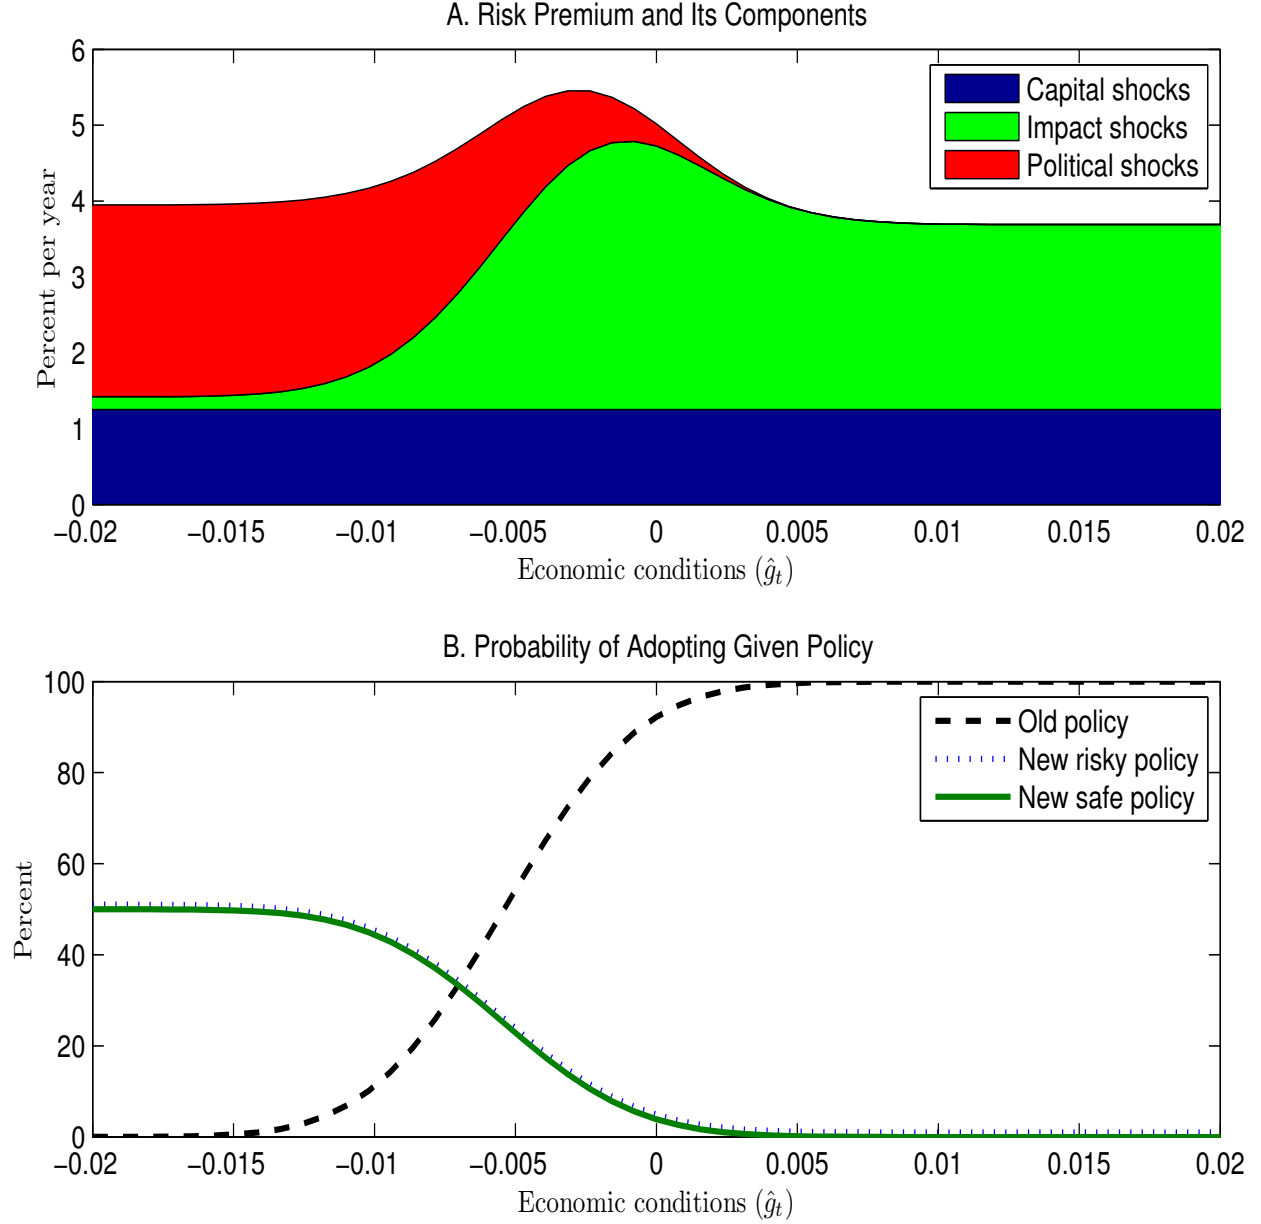 A. Risk Premium and Its Components
6
5
4
3
2
1
0
Percent per year
Capital shocks
Impact shocks
Political shocks
−0.02 −0.015 −0.01 −0.005 0 0.005 0.01 0.015 0.02
Economic conditions (ĝₜ)
B. Probability of Adopting Given Policy
100
80
60
40
20
0
Percent
Old policy
New risky policy
New safe policy
−0.02 −0.015 −0.01 −0.005 0 0.005 0.01 0.015 0.02
Economic conditions (ĝₜ)